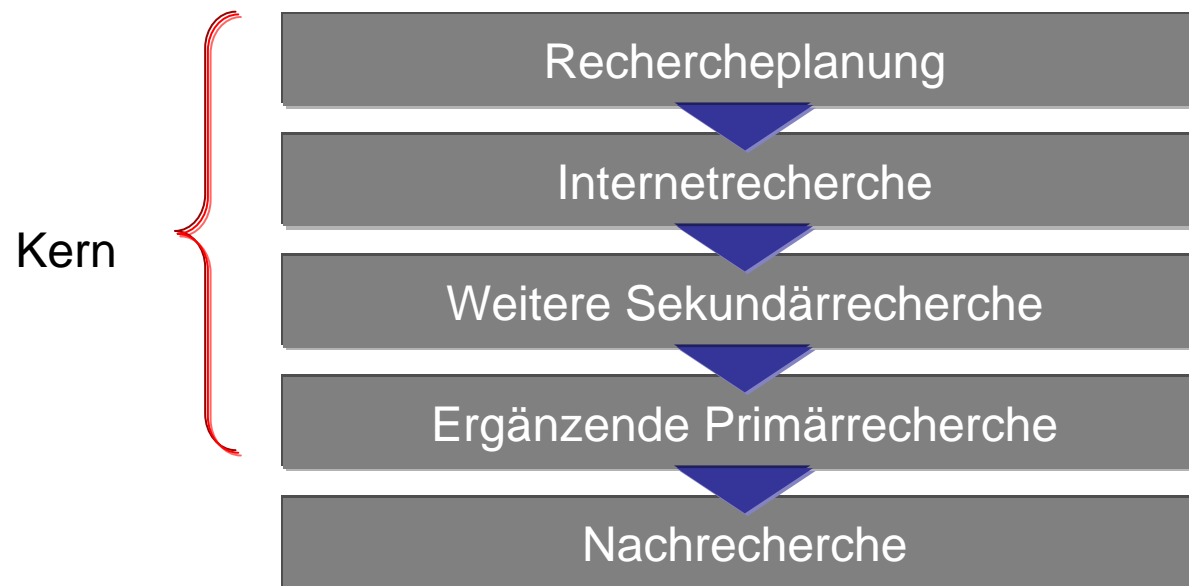 Rechercheplanung
Internetrecherche
Kern
Weitere Sekundärrecherche
Ergänzende Primärrecherche
Nachrecherche